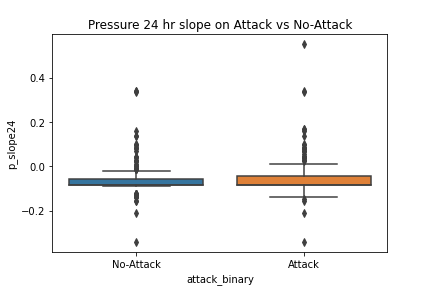 Pressure 24 hr slope on Attack vs No-Attack
p_slope24
0.4
0.2
0.0
−0.2
No-Attack Attack
attack_binary